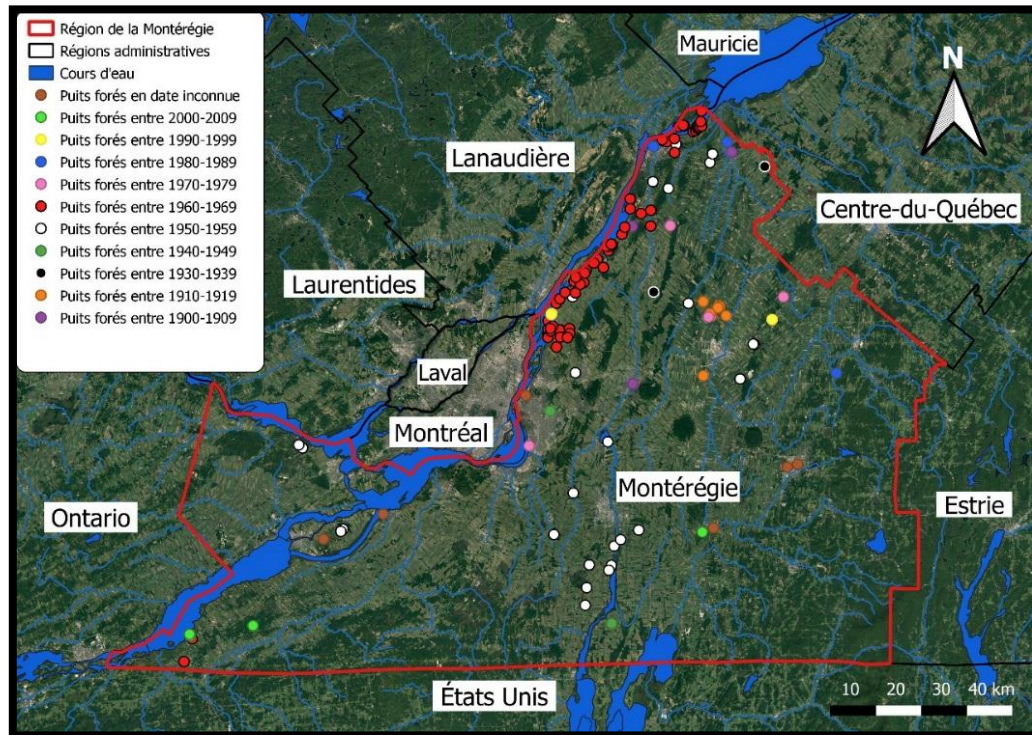 Région de la Montérégie
Régions administratives
Cours d'eau
Puits forés en date inconnue
Puits forés entre 2000-2009
Puits forés entre 1990-1999
Puits forés entre 1980-1989
Puits forés entre 1970-1979
Puits forés entre 1960-1969
Puits forés entre 1950-1959
Puits forés entre 1940-1949
Puits forés entre 1930-1939
Puits forés entre 1910-1919
Puits forés entre 1900-1909
Mauricie
N
Lanaudière
Centre-du-Québec
Laurentides
Laval
Montréal
Montérégie
Ontario
Estrie
États Unis
10 20 30 40 km